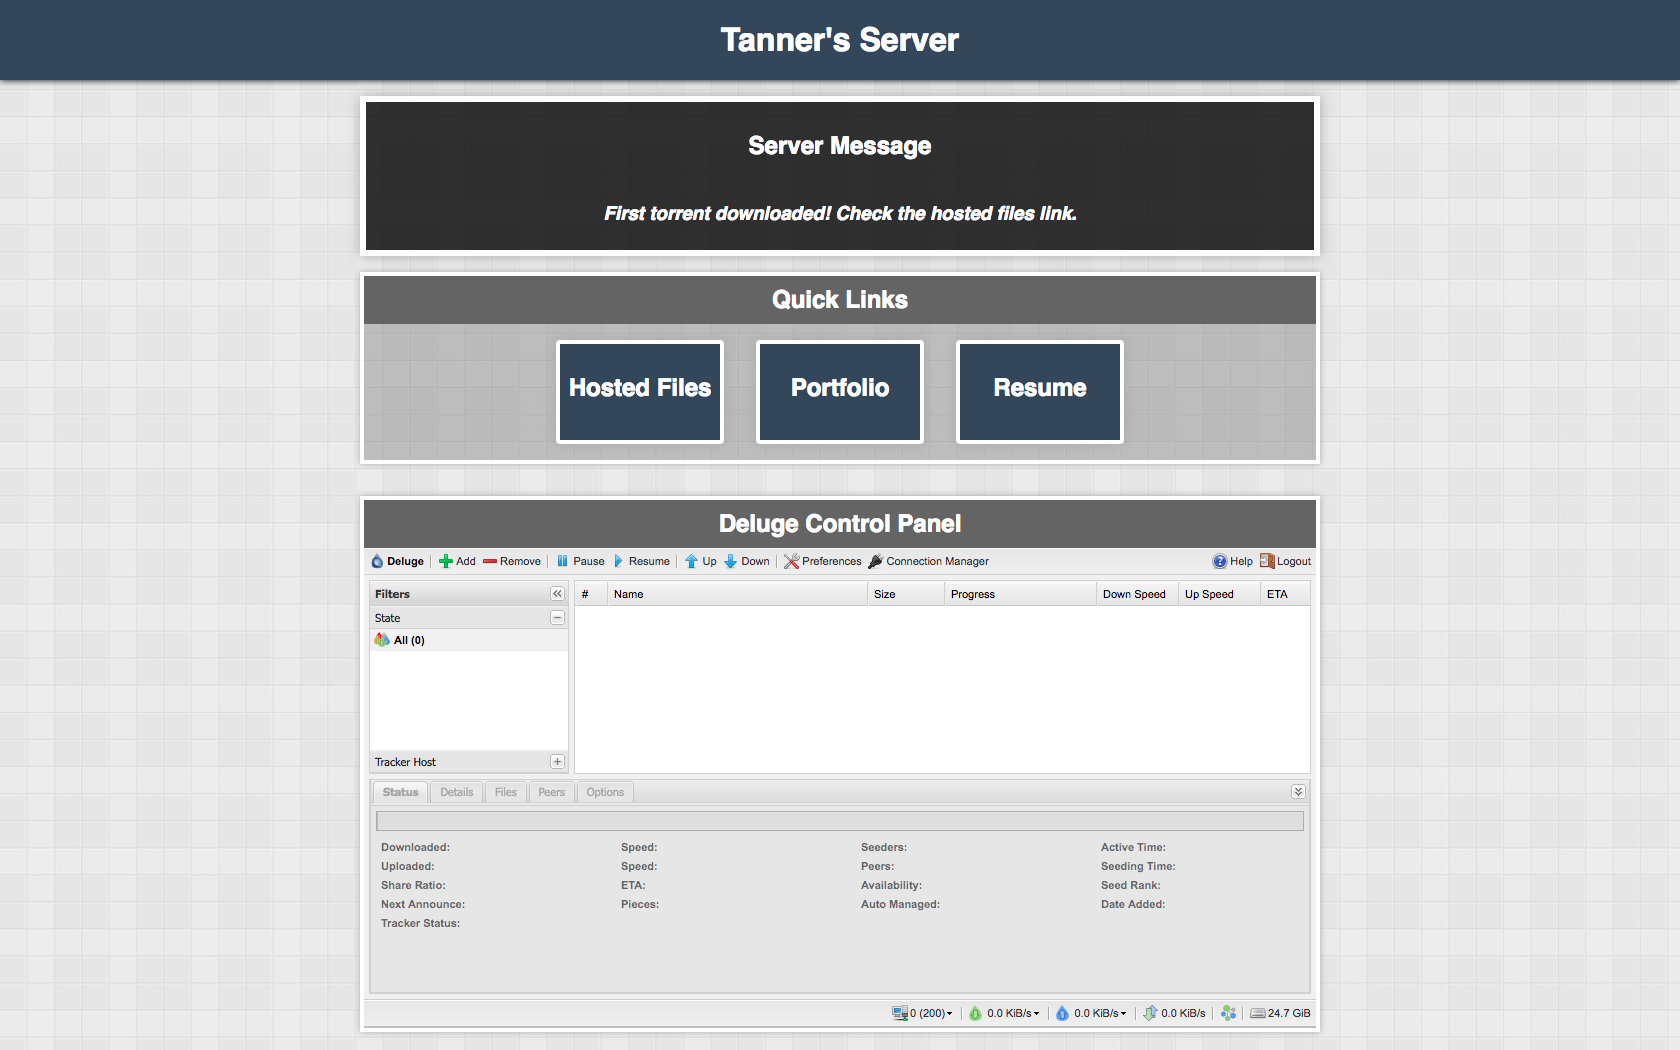 Tanner's Server
Server Message
First torrent downloaded! Check the hosted files link.
Quick Links
Hosted Files Portfolio Resume
Deluge Control Panel
Deluge Add Remove Pause Resume Up Down Preferences Connection Manager Help Logout
Filters # Name Size Progress Down Speed Up Speed ETA
State
All (0)
Tracker Host
Status Details Files Peers Options
Downloaded: Speed: Seeders: Active Time:
Uploaded: Speed: Peers: Seeding Time:
Share Ratio: ETA: Availability: Seed Rank:
Next Announce: Pieces: Auto Managed: Date Added:
Tracker Status:
0 (200) 0.0 KiB/s 0.0 KiB/s 0.0 KiB/s 24.7 GiB